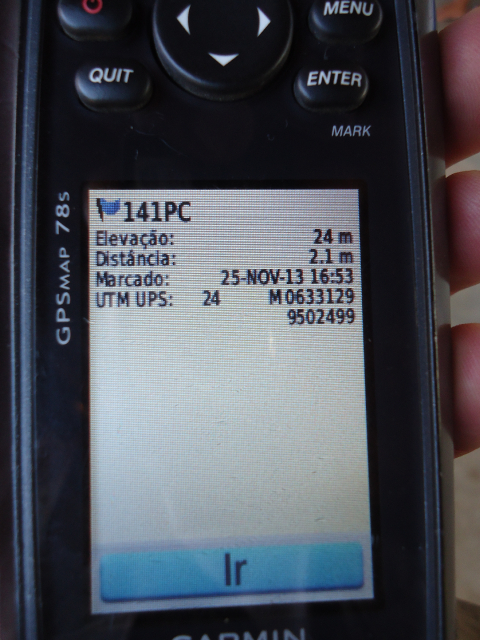 MENU
QUIT
ENTER
MARK
GPSMAP 78s
141PC
Elevação: 24 m
Distância: 2.1 m
Marcado: 25-NOV-13 16:53
UTM UPS: 24 M 0633129
9502499
Ir
GARMIN